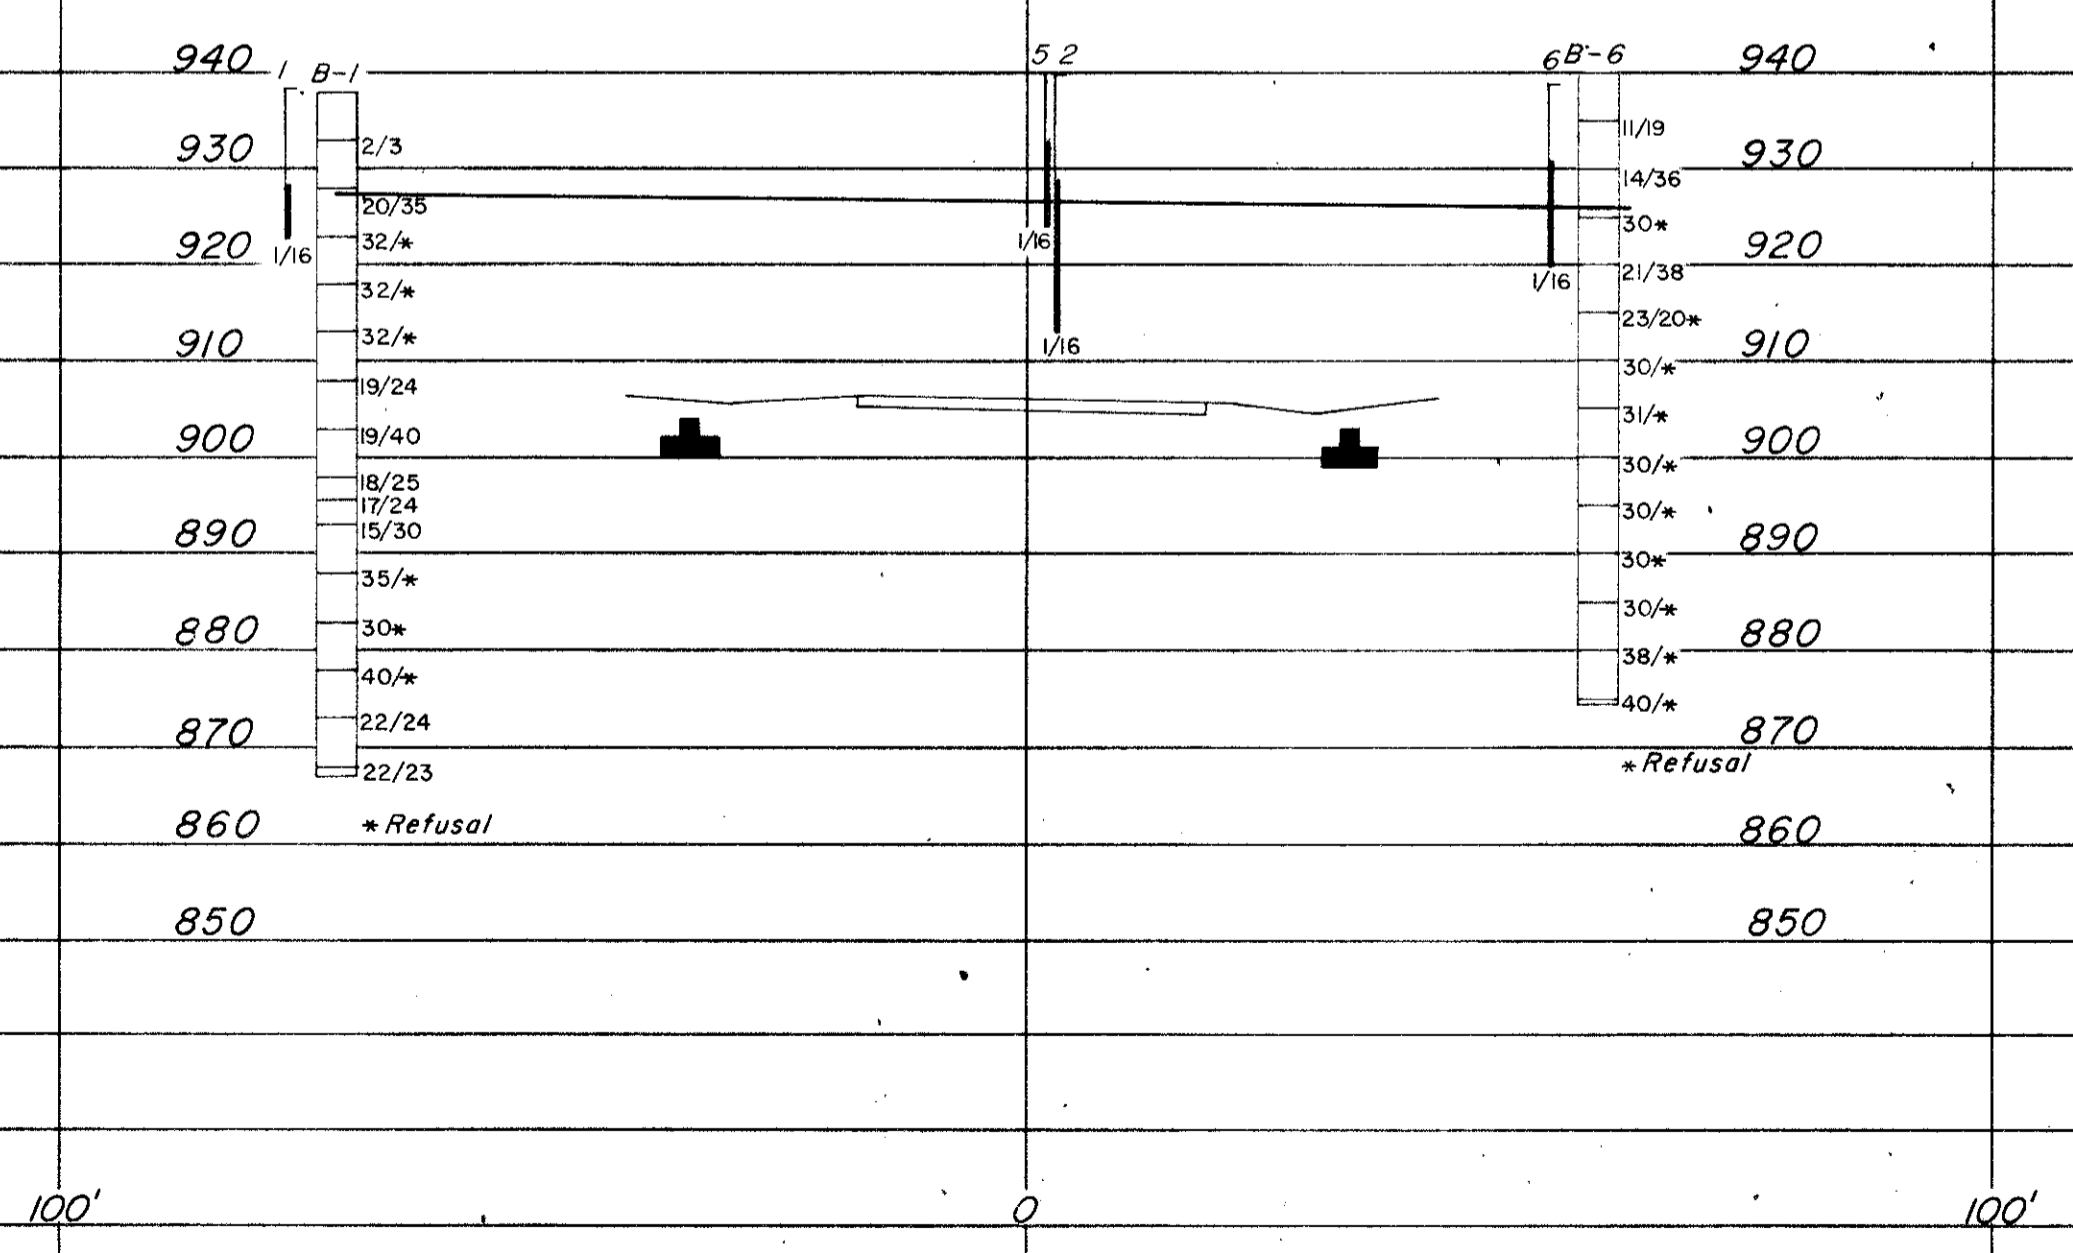 940 1 B-1 5 2 6 B-6 940
2/3 11/19
930 930
14/36
20/35 30*
920 1/16 32/* 1/16 920
1/16 21/38
32/* 23/20*
910 32/* 1/16 910
30/*
19/24 31/*
900 19/40 900
30/*
18/25
17/24 30/*
890 15/30 890
30*
35/* 30/*
880 30* 880
38/*
40/* 40/*
870 22/24 870
22/23 * Refusal
860 * Refusal 860
850 850
100' 0 100'